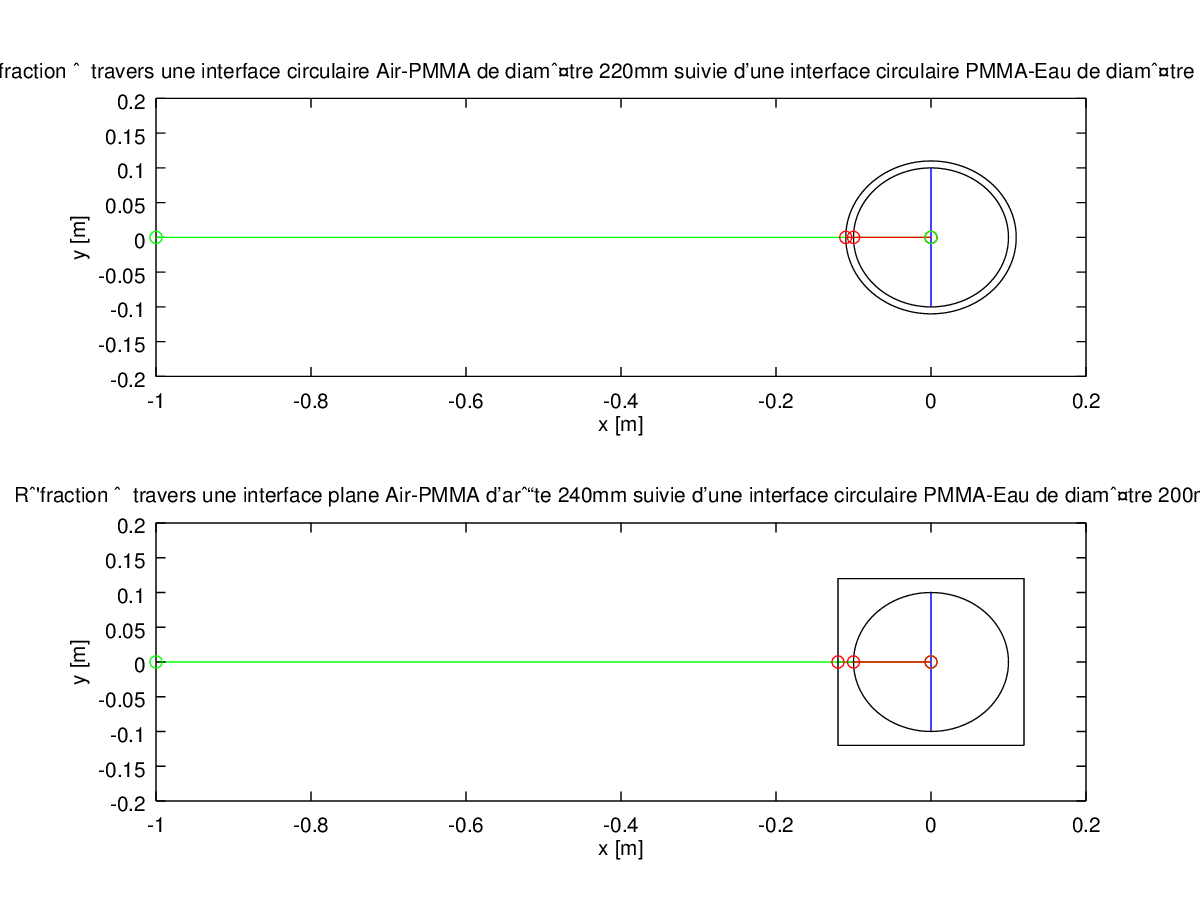 fraction ˆ travers une interface circulaire Air-PMMA de diamˆ¤tre 220mm suivie d’une interface circulaire PMMA-Eau de diamˆ¤tre
0.2
0.15
0.1
0.05
0
-0.05
-0.1
-0.15
-0.2
y [m]
-1 -0.8 -0.6 -0.4 -0.2 0 0.2
x [m]
Rˆ'fraction ˆ travers une interface plane Air-PMMA d’arˆ“te 240mm suivie d’une interface circulaire PMMA-Eau de diamˆ¤tre 200m
0.2
0.15
0.1
0.05
0
-0.05
-0.1
-0.15
-0.2
y [m]
-1 -0.8 -0.6 -0.4 -0.2 0 0.2
x [m]